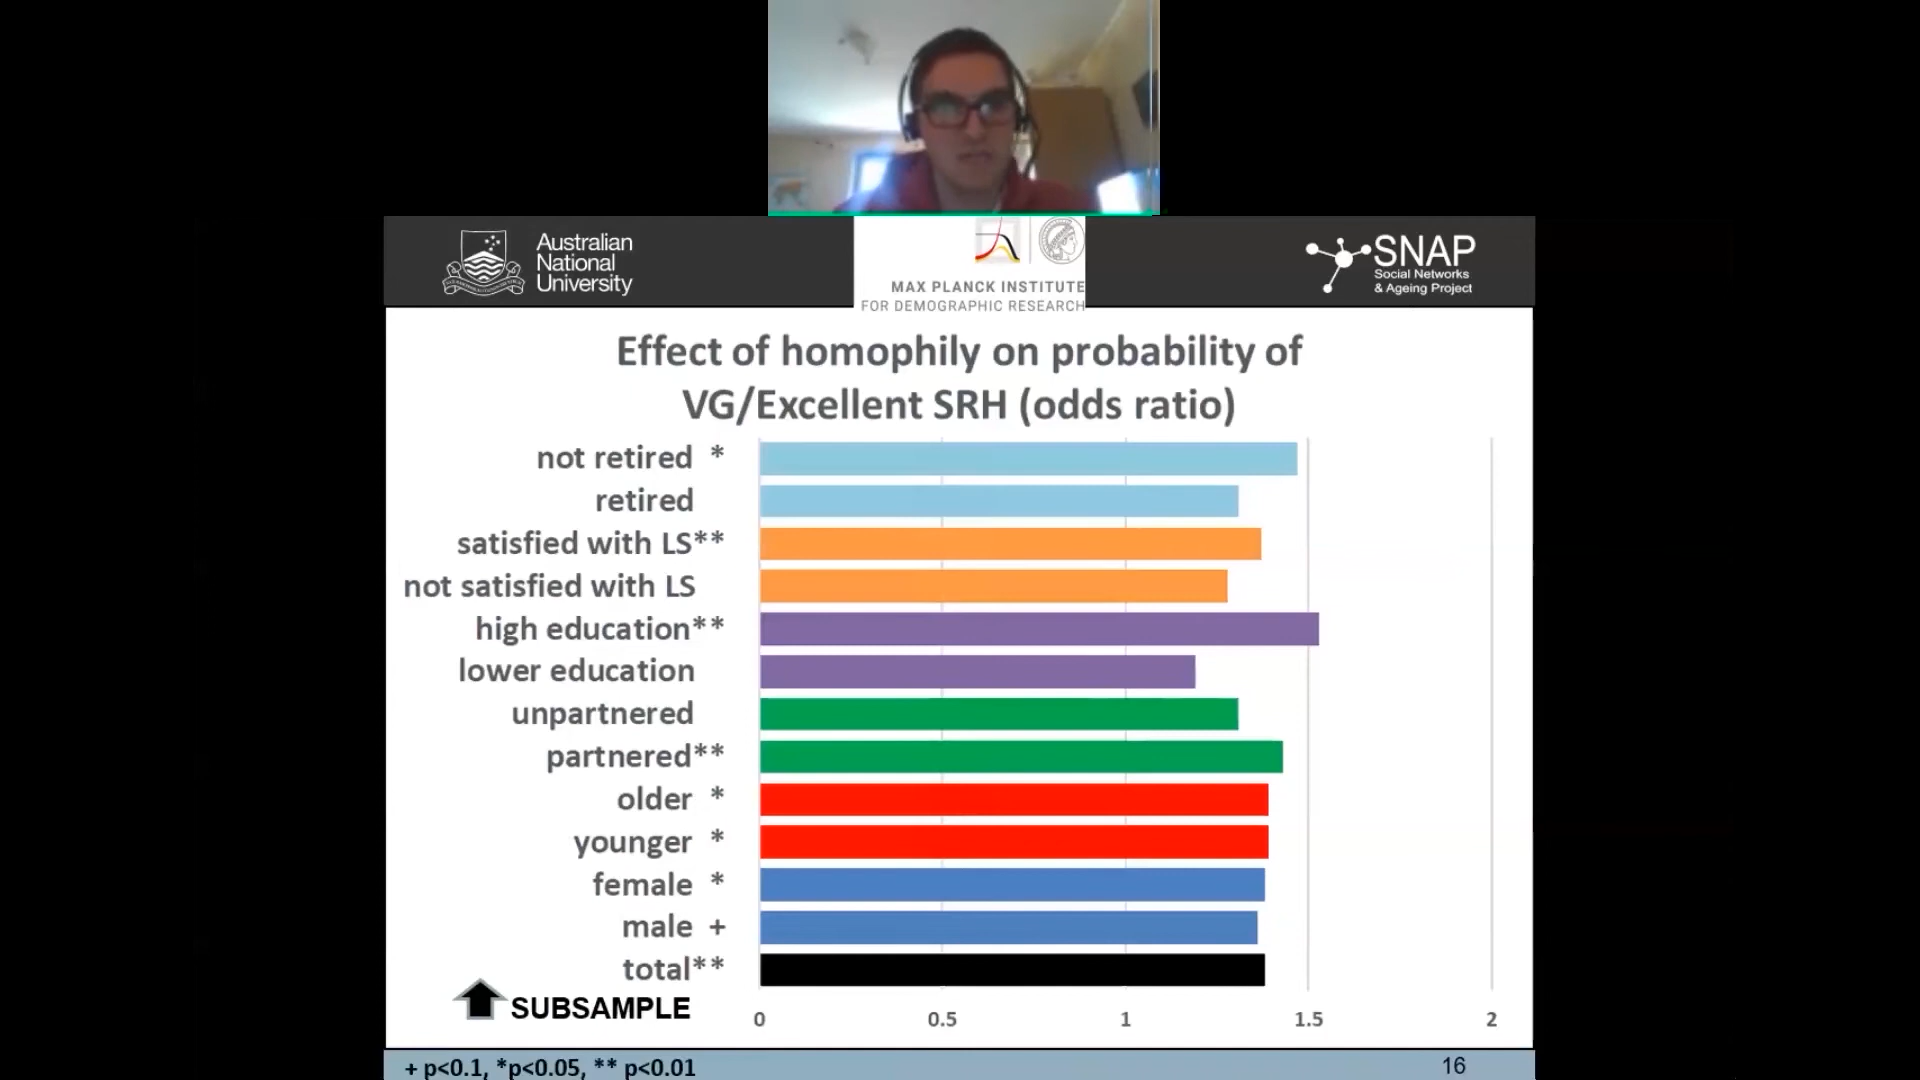 Australian
National
University
MAX PLANCK INSTITUTE
FOR DEMOGRAPHIC RESEARCH
SNAP
Social Networks
& Ageing Project
Effect of homophily on probability of
VG/Excellent SRH (odds ratio)
not retired *
retired
satisfied with LS**
not satisfied with LS
high education**
lower education
unpartnered
partnered**
older *
younger *
female *
male +
total**
SUBSAMPLE
0 0.5 1 1.5 2
+ p<0.1, *p<0.05, ** p<0.01
16